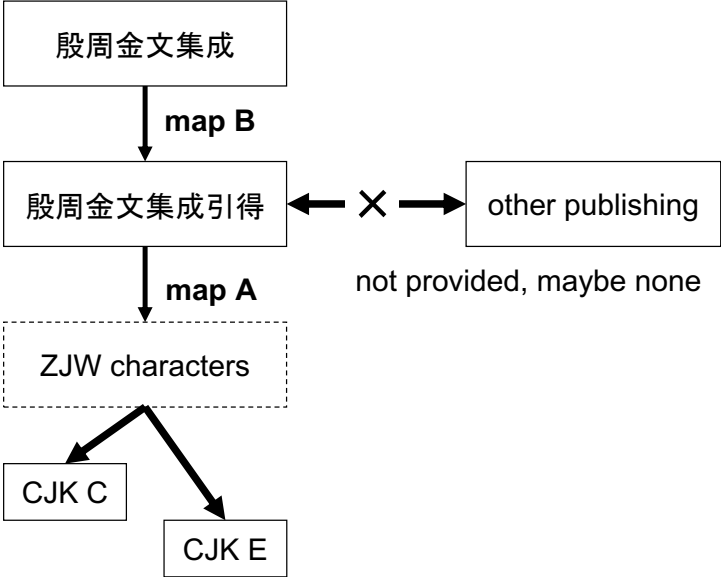 殷周金文集成
map B
殷周金文集成引得
other publishing
not provided, maybe none
map A
ZJW characters
CJK C
CJK E